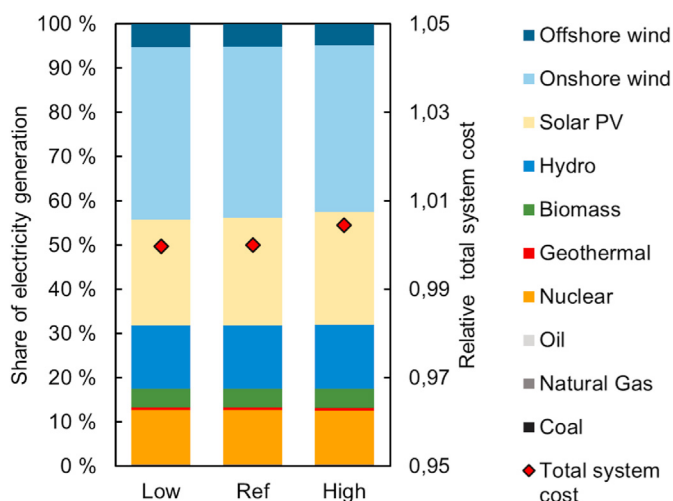 Share of electricity generation
100 %
90 %
80 %
70 %
60 %
50 %
40 %
30 %
20 %
10 %
0 %
Low Ref High
1,05
1,03
1,01
0,99
0,97
0,95
Relative total system cost
Offshore wind
Onshore wind
Solar PV
Hydro
Biomass
Geothermal
Nuclear
Oil
Natural Gas
Coal
Total system
cost